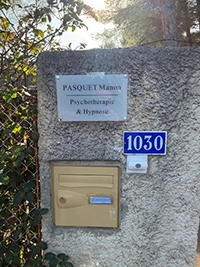 PASQUET Manon
Psychothérapie
& Hypnose
1030